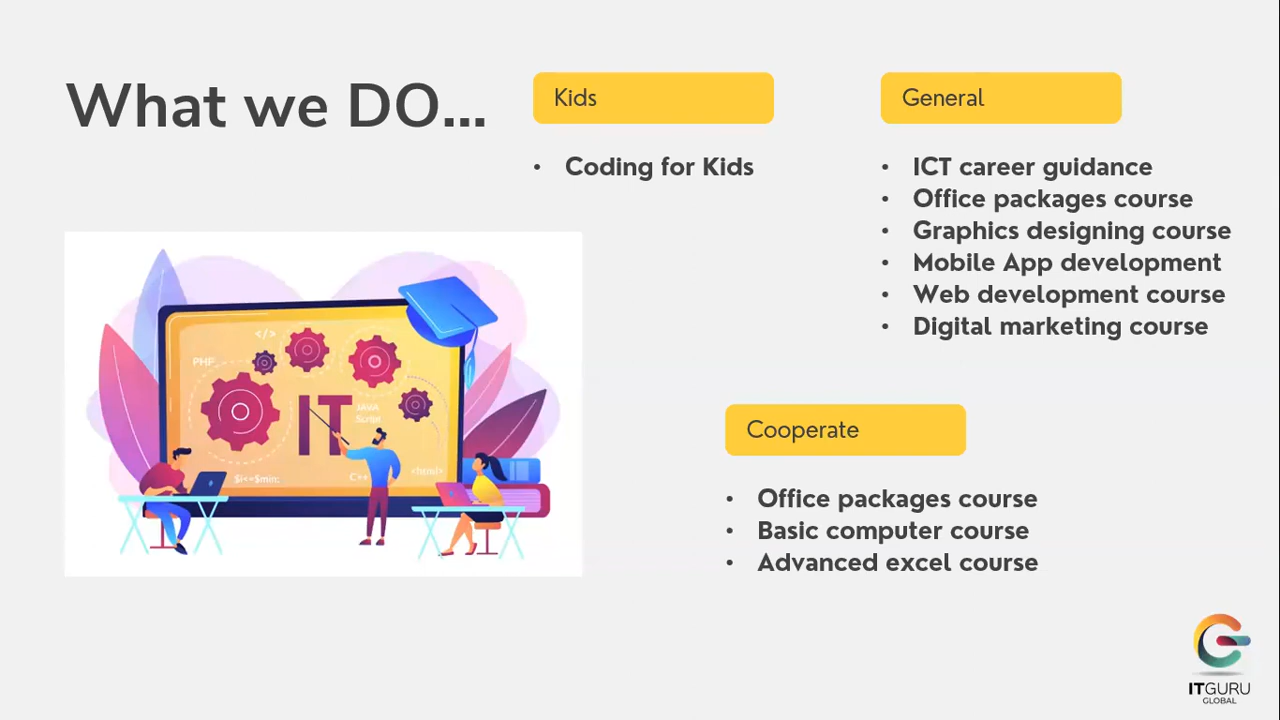 What we DO...
Kids
• Coding for Kids
General
• ICT career guidance
• Office packages course
• Graphics designing course
• Mobile App development
• Web development course
• Digital marketing course
</>
PHP
IT
JAVA
Script
$i<=$min;
C++
<html>
Cooperate
• Office packages course
• Basic computer course
• Advanced excel course
ITGURU
GLOBAL